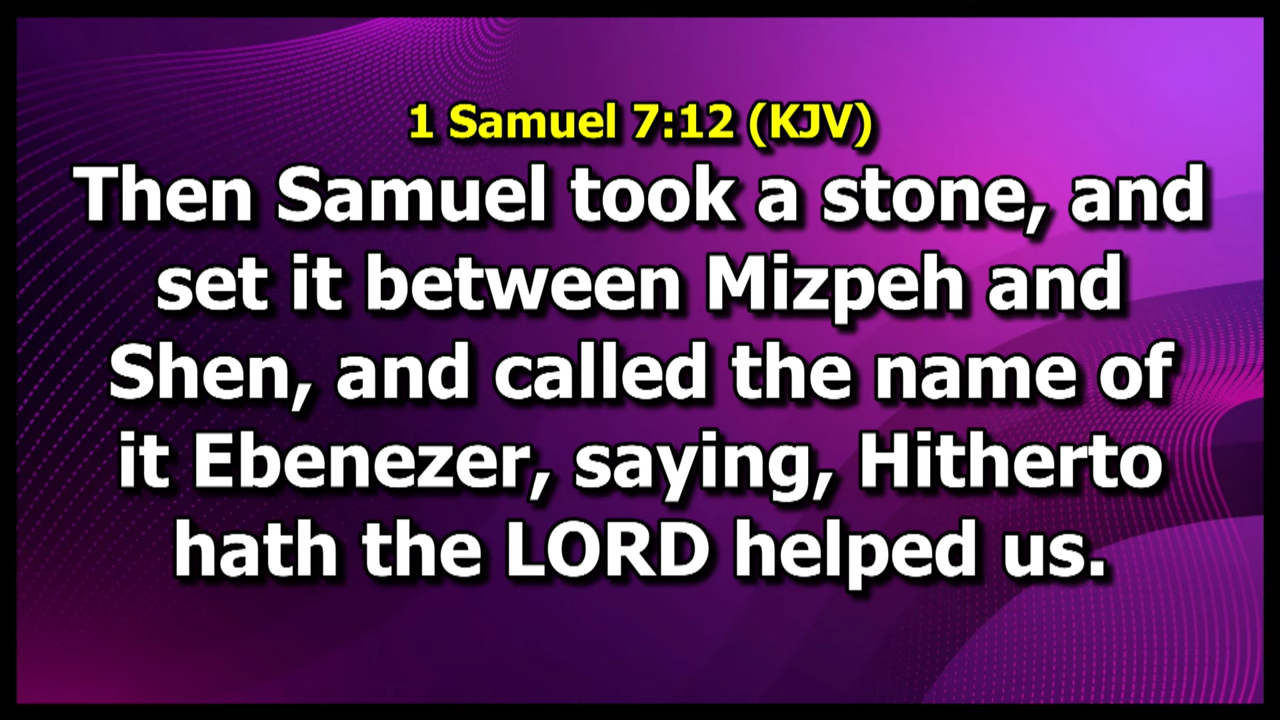 1 Samuel 7:12 (KJV)
Then Samuel took a stone, and
set it between Mizpeh and
Shen, and called the name of
it Ebenezer, saying, Hitherto
hath the LORD helped us.